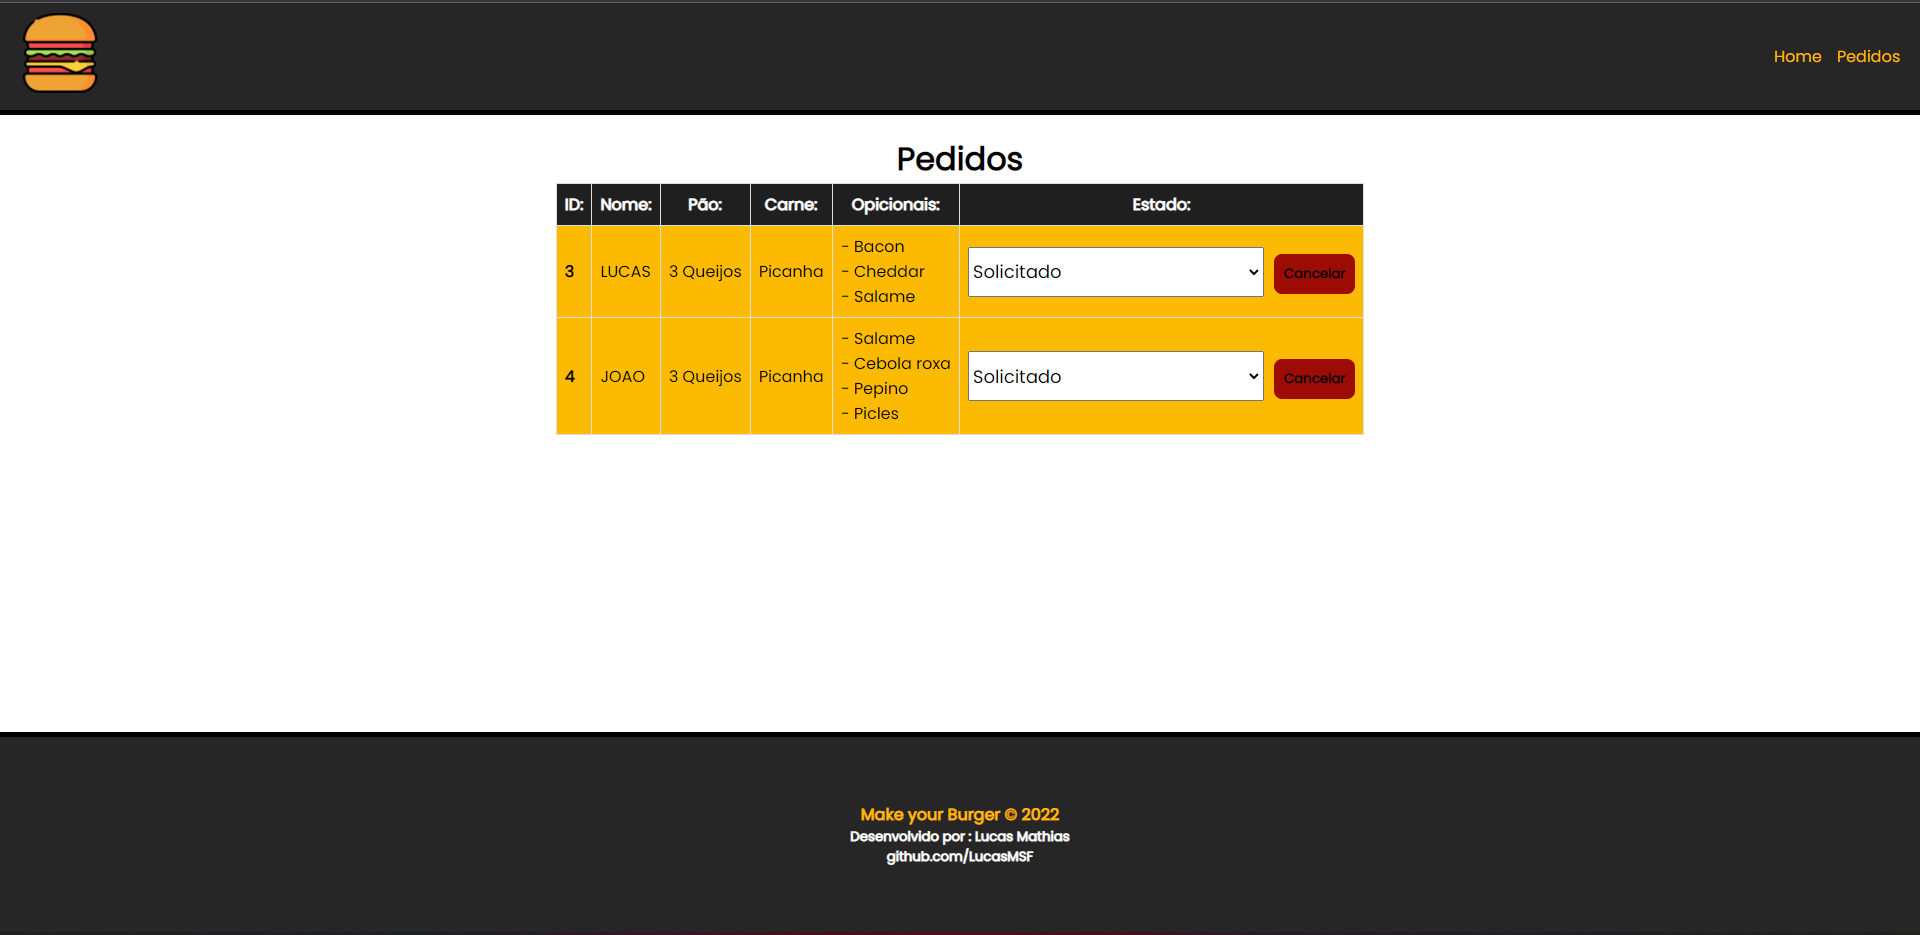 Home Pedidos
Pedidos
ID: Nome: Pão: Carne: Opicionais: Estado:
3 LUCAS 3 Queijos Picanha
- Bacon
- Cheddar
- Salame
Solicitado Cancelar
4 JOAO 3 Queijos Picanha
- Salame
- Cebola roxa
- Pepino
- Picles
Solicitado Cancelar
Make your Burger © 2022
Desenvolvido por : Lucas Mathias
github.com/LucasMSF